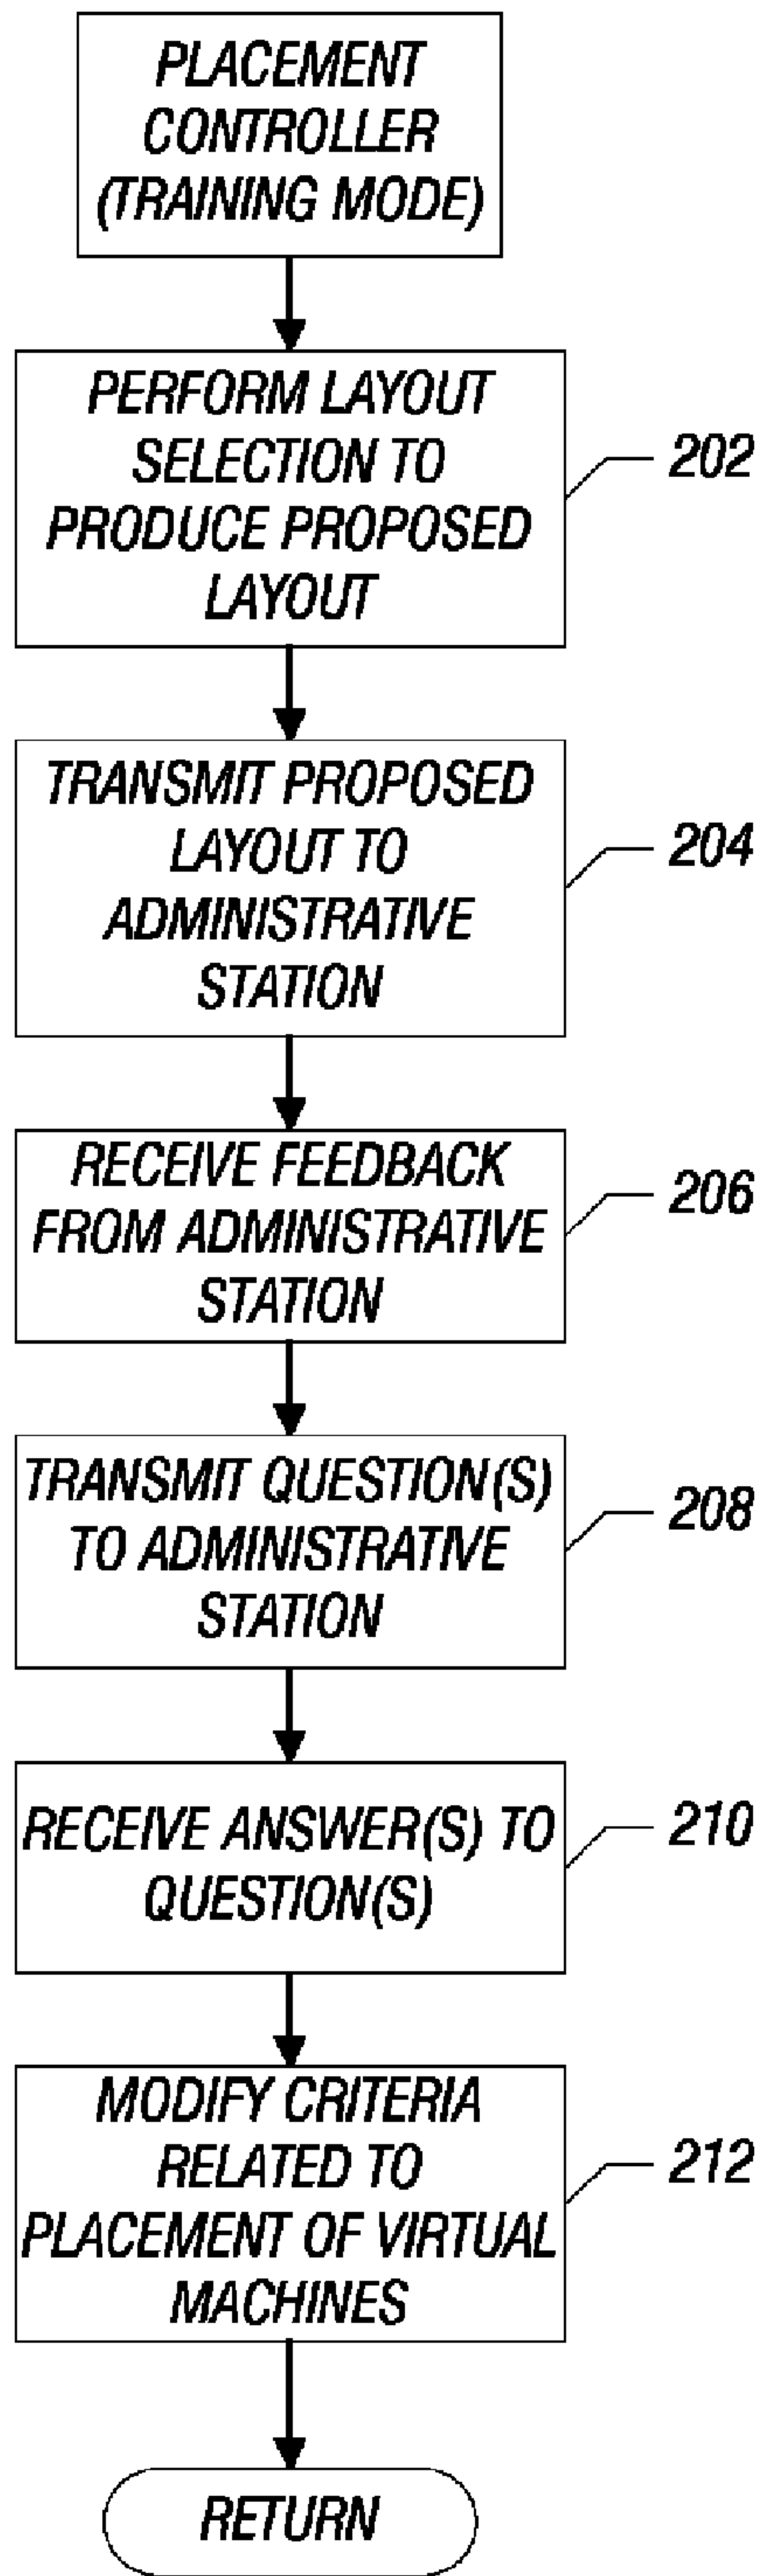 PLACEMENT
CONTROLLER
(TRAINING MODE)
PERFORM LAYOUT
SELECTION TO
PRODUCE PROPOSED
LAYOUT
202
TRANSMIT PROPOSED
LAYOUT TO
ADMINISTRATIVE
STATION
204
RECEIVE FEEDBACK
FROM ADMINISTRATIVE
STATION
206
TRANSMIT QUESTION(S)
TO ADMINISTRATIVE
STATION
208
RECEIVE ANSWER(S) TO
QUESTION(S)
210
MODIFY CRITERIA
RELATED TO
PLACEMENT OF VIRTUAL
MACHINES
212
RETURN